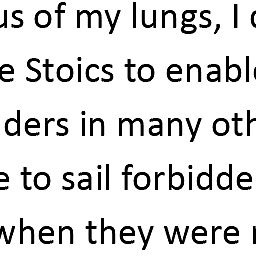 us of my lungs, I
e Stoics to enable
ders in many oth
e to sail forbidde
when they were